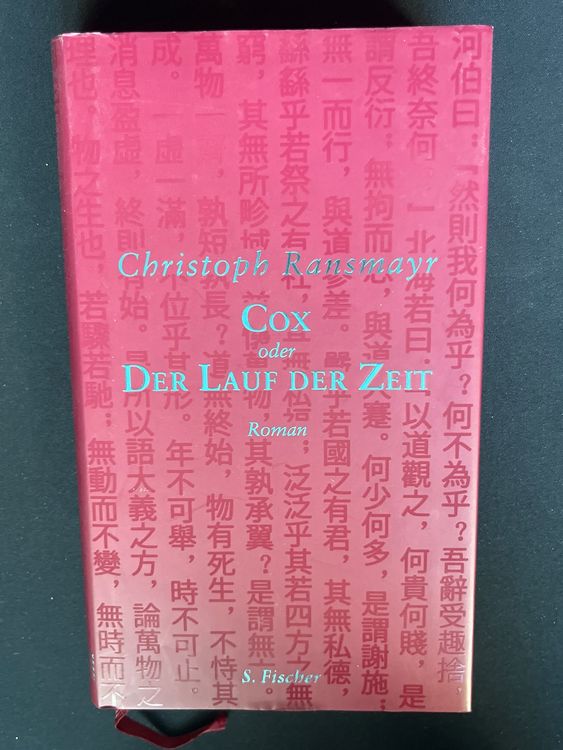 Christoph Ransmayr
COX
oder
DER LAUF DER ZEIT
Roman
S. Fischer
河伯曰：「然則我何為乎？何不為乎？吾辭受趣捨，
吾終奈何？」北海若曰：「以道觀之，何貴何賤，是
謂反衍；無拘而志，與道大蹇。何少何多，是謂謝施；
無一而行，與道參差。嚴乎若國之有君，其無私德，
繇繇乎若祭之有社，其無私福；泛泛乎其若四方之無
窮，其無所畛域。兼懷萬物，其孰承翼？是謂無方。
萬物一，孰短孰長？道無終始，物有死生，不恃其
成。一虛一滿，不位乎其形。年不可舉，時不可止。
消息盈虛，終則有始。是所以語大義之方，論萬物之
理也。物之生也，若驟若馳；無動而不變，無時而不